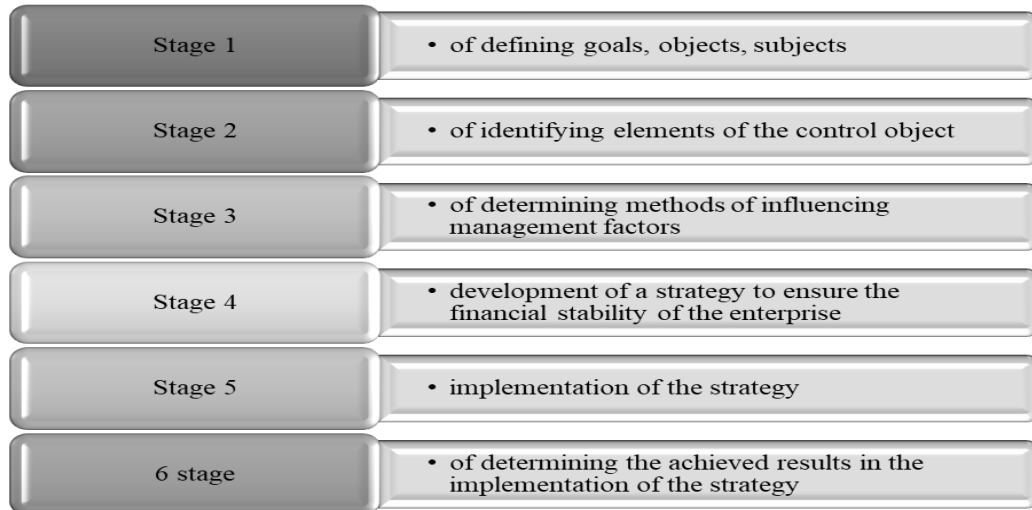 Stage 1
• of defining goals, objects, subjects
Stage 2
• of identifying elements of the control object
Stage 3
• of determining methods of influencing
management factors
Stage 4
• development of a strategy to ensure the
financial stability of the enterprise
Stage 5
• implementation of the strategy
6 stage
• of determining the achieved results in the
implementation of the strategy